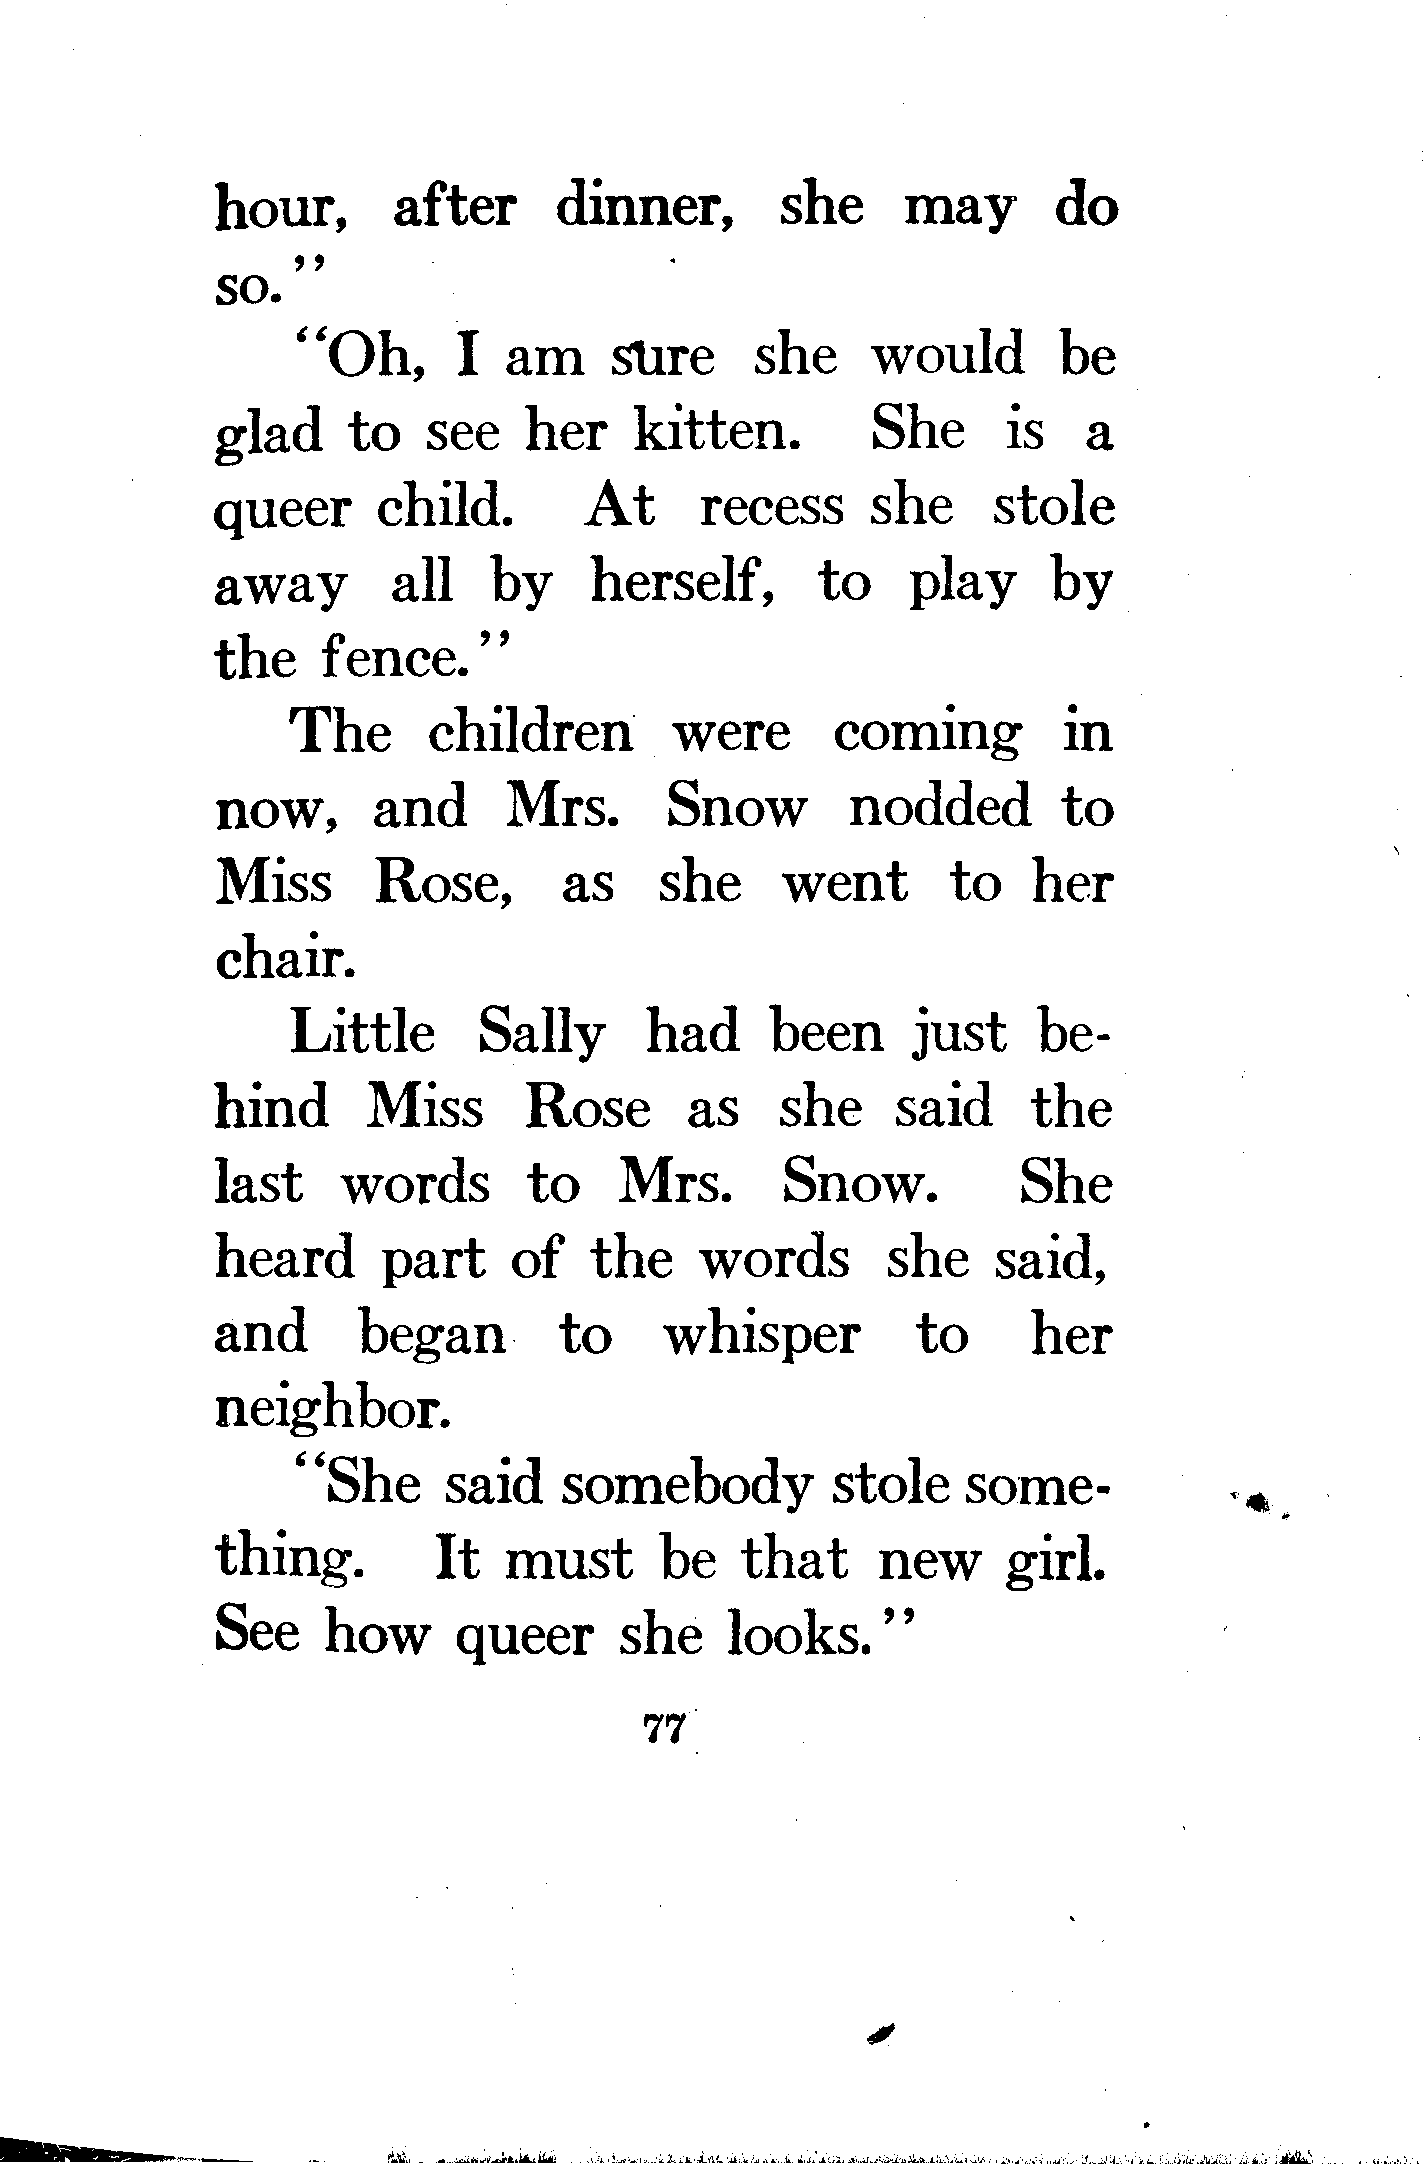 hour, after dinner, she may do
so."
"Oh, I am sure she would be
glad to see her kitten. She is a
queer child. At recess she stole
away all by herself, to play by
the fence."
The children were coming in
now, and Mrs. Snow nodded to
Miss Rose, as she went to her
chair.
Little Sally had been just be-
hind Miss Rose as she said the
last words to Mrs. Snow. She
heard part of the words she said,
and began to whisper to her
neighbor.
"She said somebody stole some-
thing. It must be that new girl.
See how queer she looks."
77